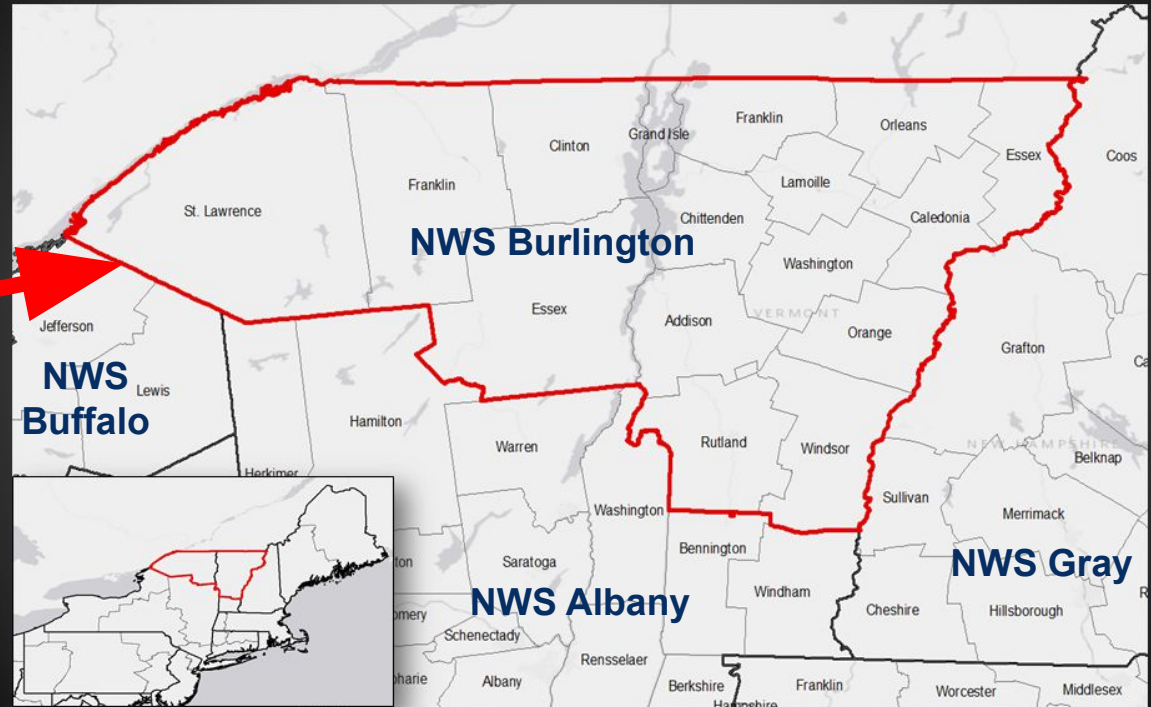 Grand Isle
Franklin
Orleans
Clinton
Essex
Coos
Franklin
Lamoille
St. Lawrence
Chittenden
Caledonia
NWS Burlington
Washington
Essex
VERMONT
Addison
Jefferson
Orange
Grafton
NWS
Buffalo
Lewis
Hamilton
Warren
Rutland
Windsor
NEW HAMPSHIRE
Belknap
Herkimer
Sullivan
Washington
Merrimack
Bennington
Saratoga
NWS Gray
NWS Albany
Windham
Cheshire
Hillsborough
Schenectady
Rensselaer
Albany
Berkshire
Franklin
Worcester
Middlesex
Hampshire